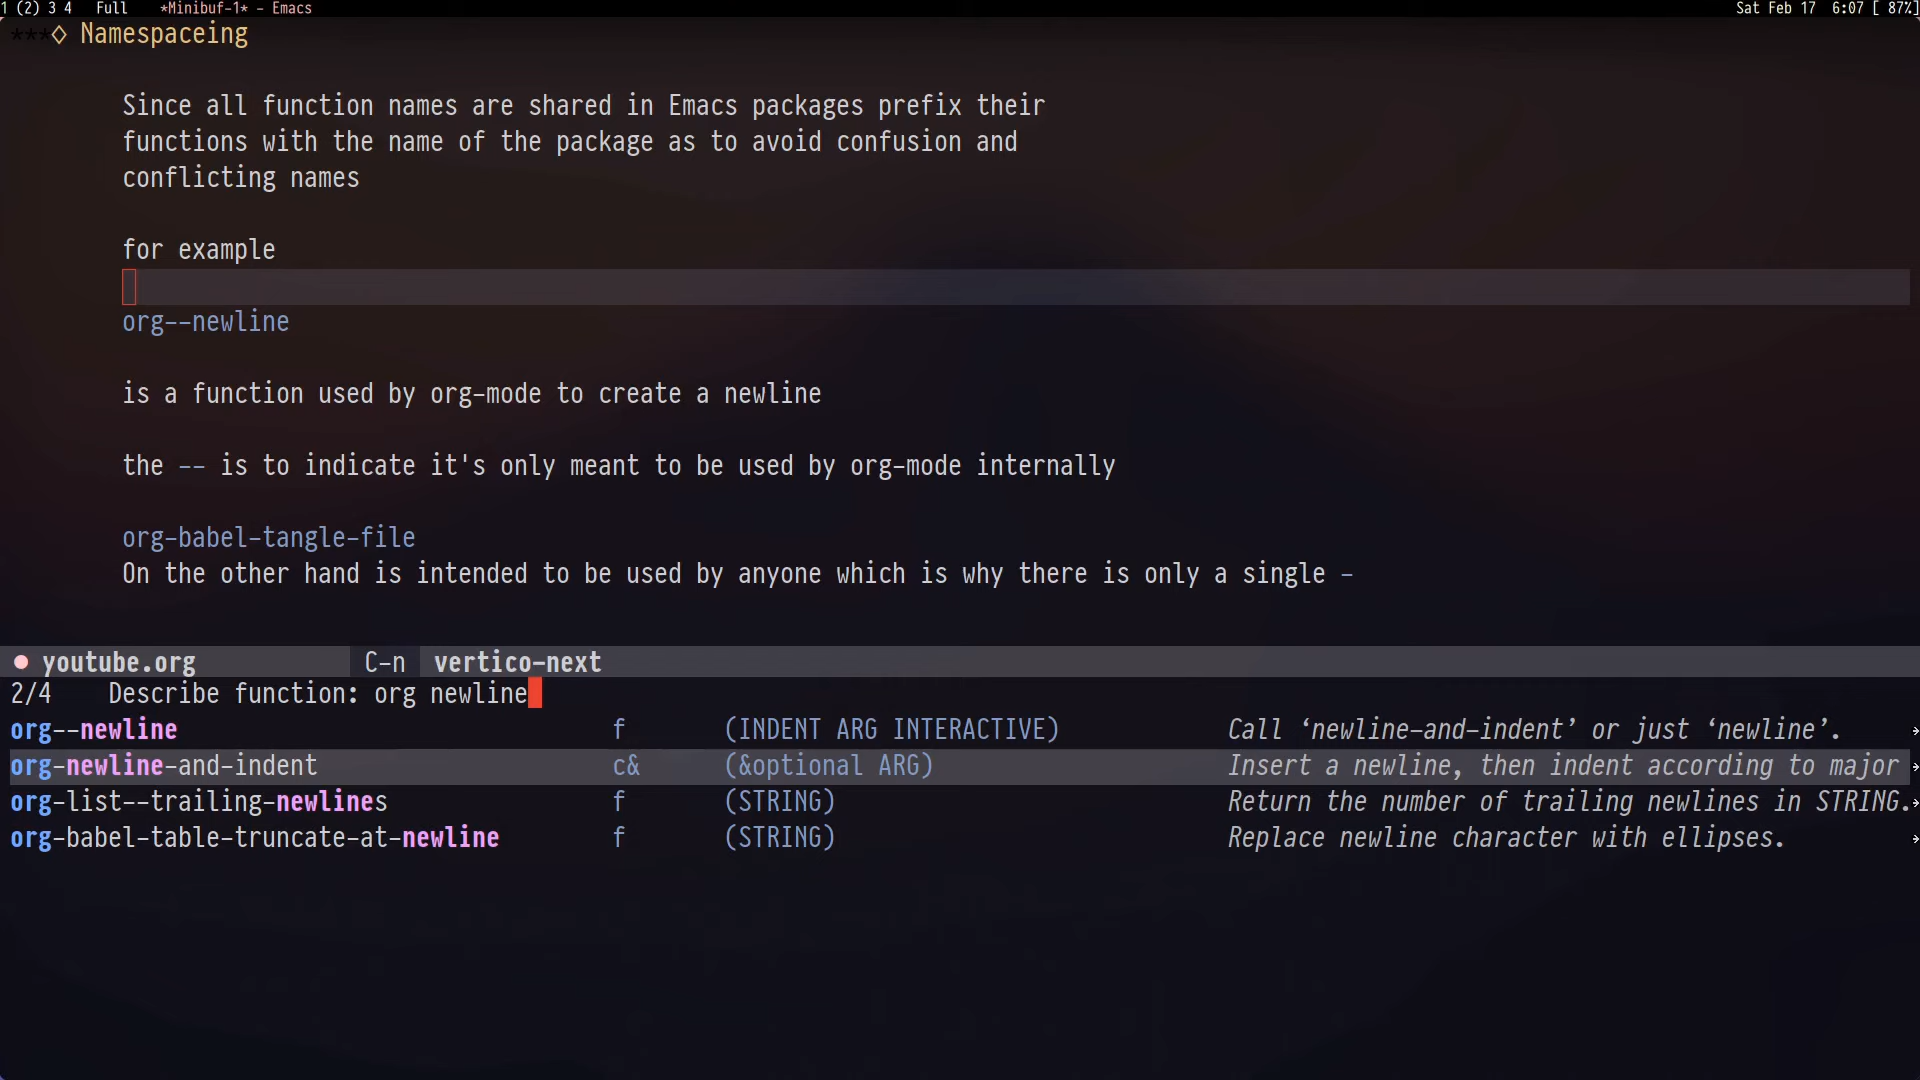 1 (2) 3 4 Full *Minibuf-1* - Emacs Sat Feb 17 6:07 [ 87%]
***◇ Namespaceing
Since all function names are shared in Emacs packages prefix their
functions with the name of the package as to avoid confusion and
conflicting names
for example
org--newline
is a function used by org-mode to create a newline
the -- is to indicate it's only meant to be used by org-mode internally
org-babel-tangle-file
On the other hand is intended to be used by anyone which is why there is only a single -
● youtube.org C-n vertico-next
2/4 Describe function: org newline
org--newline f (INDENT ARG INTERACTIVE) Call ‘newline-and-indent’ or just ‘newline’.
org-newline-and-indent c& (&optional ARG) Insert a newline, then indent according to major
org-list--trailing-newlines f (STRING) Return the number of trailing newlines in STRING.
org-babel-table-truncate-at-newline f (STRING) Replace newline character with ellipses.